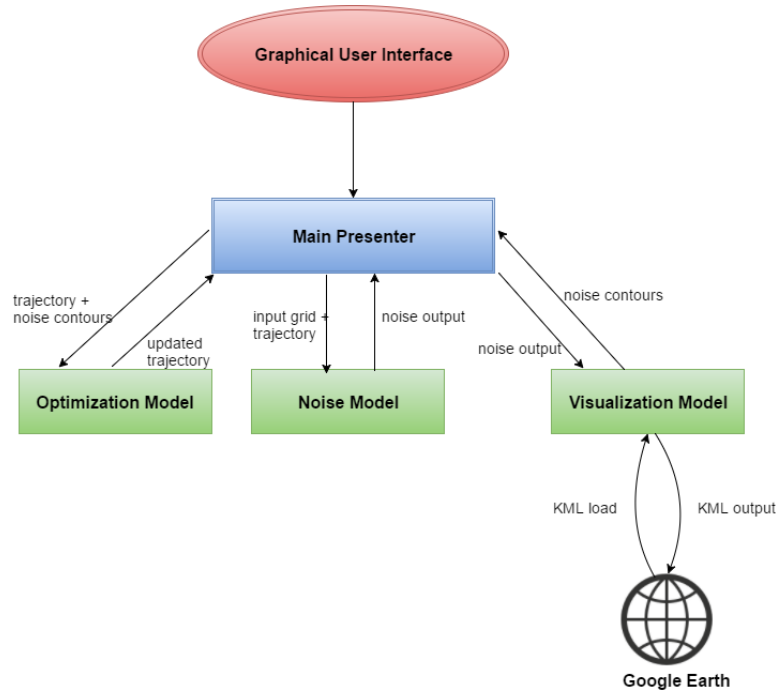 Graphical User Interface
Main Presenter
trajectory +
noise contours
updated
trajectory
input grid +
trajectory
noise output
noise contours
noise output
Optimization Model
Noise Model
Visualization Model
KML load
KML output
Google Earth